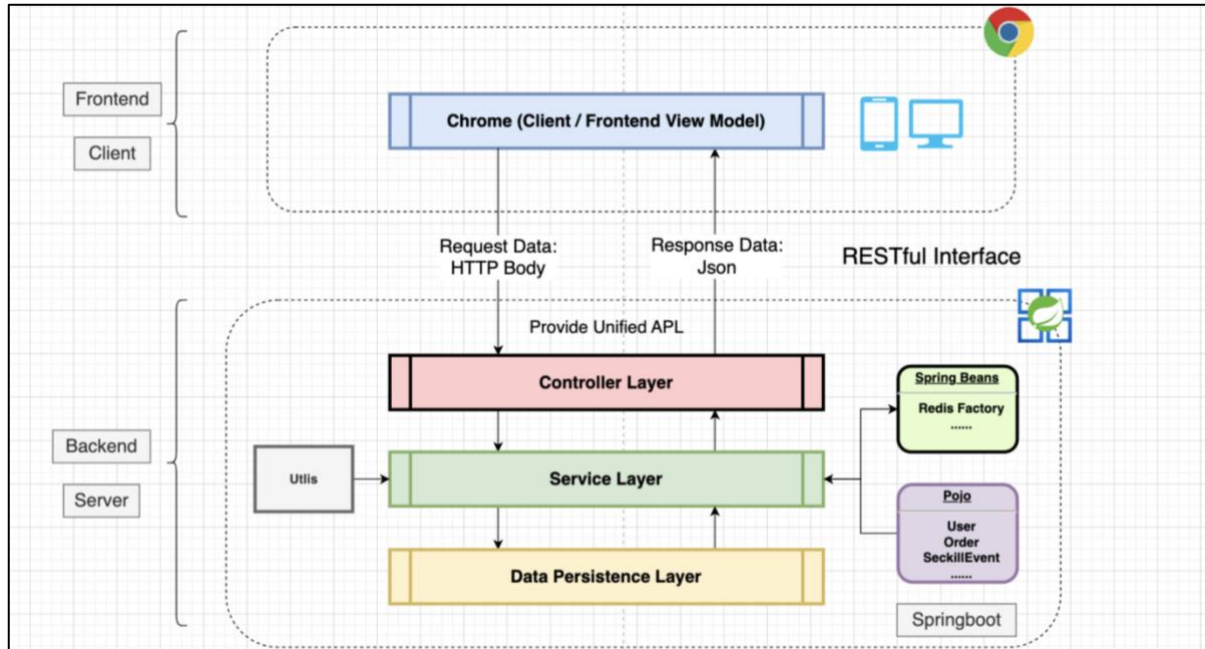 Frontend
Client
Chrome (Client / Frontend View Model)
Request Data:
HTTP Body
Response Data:
Json
RESTful Interface
Provide Unified APL
Controller Layer
Backend
Server
Utlis
Service Layer
Data Persistence Layer
Spring Beans
Redis Factory
......
Pojo
User
Order
SeckillEvent
......
Springboot